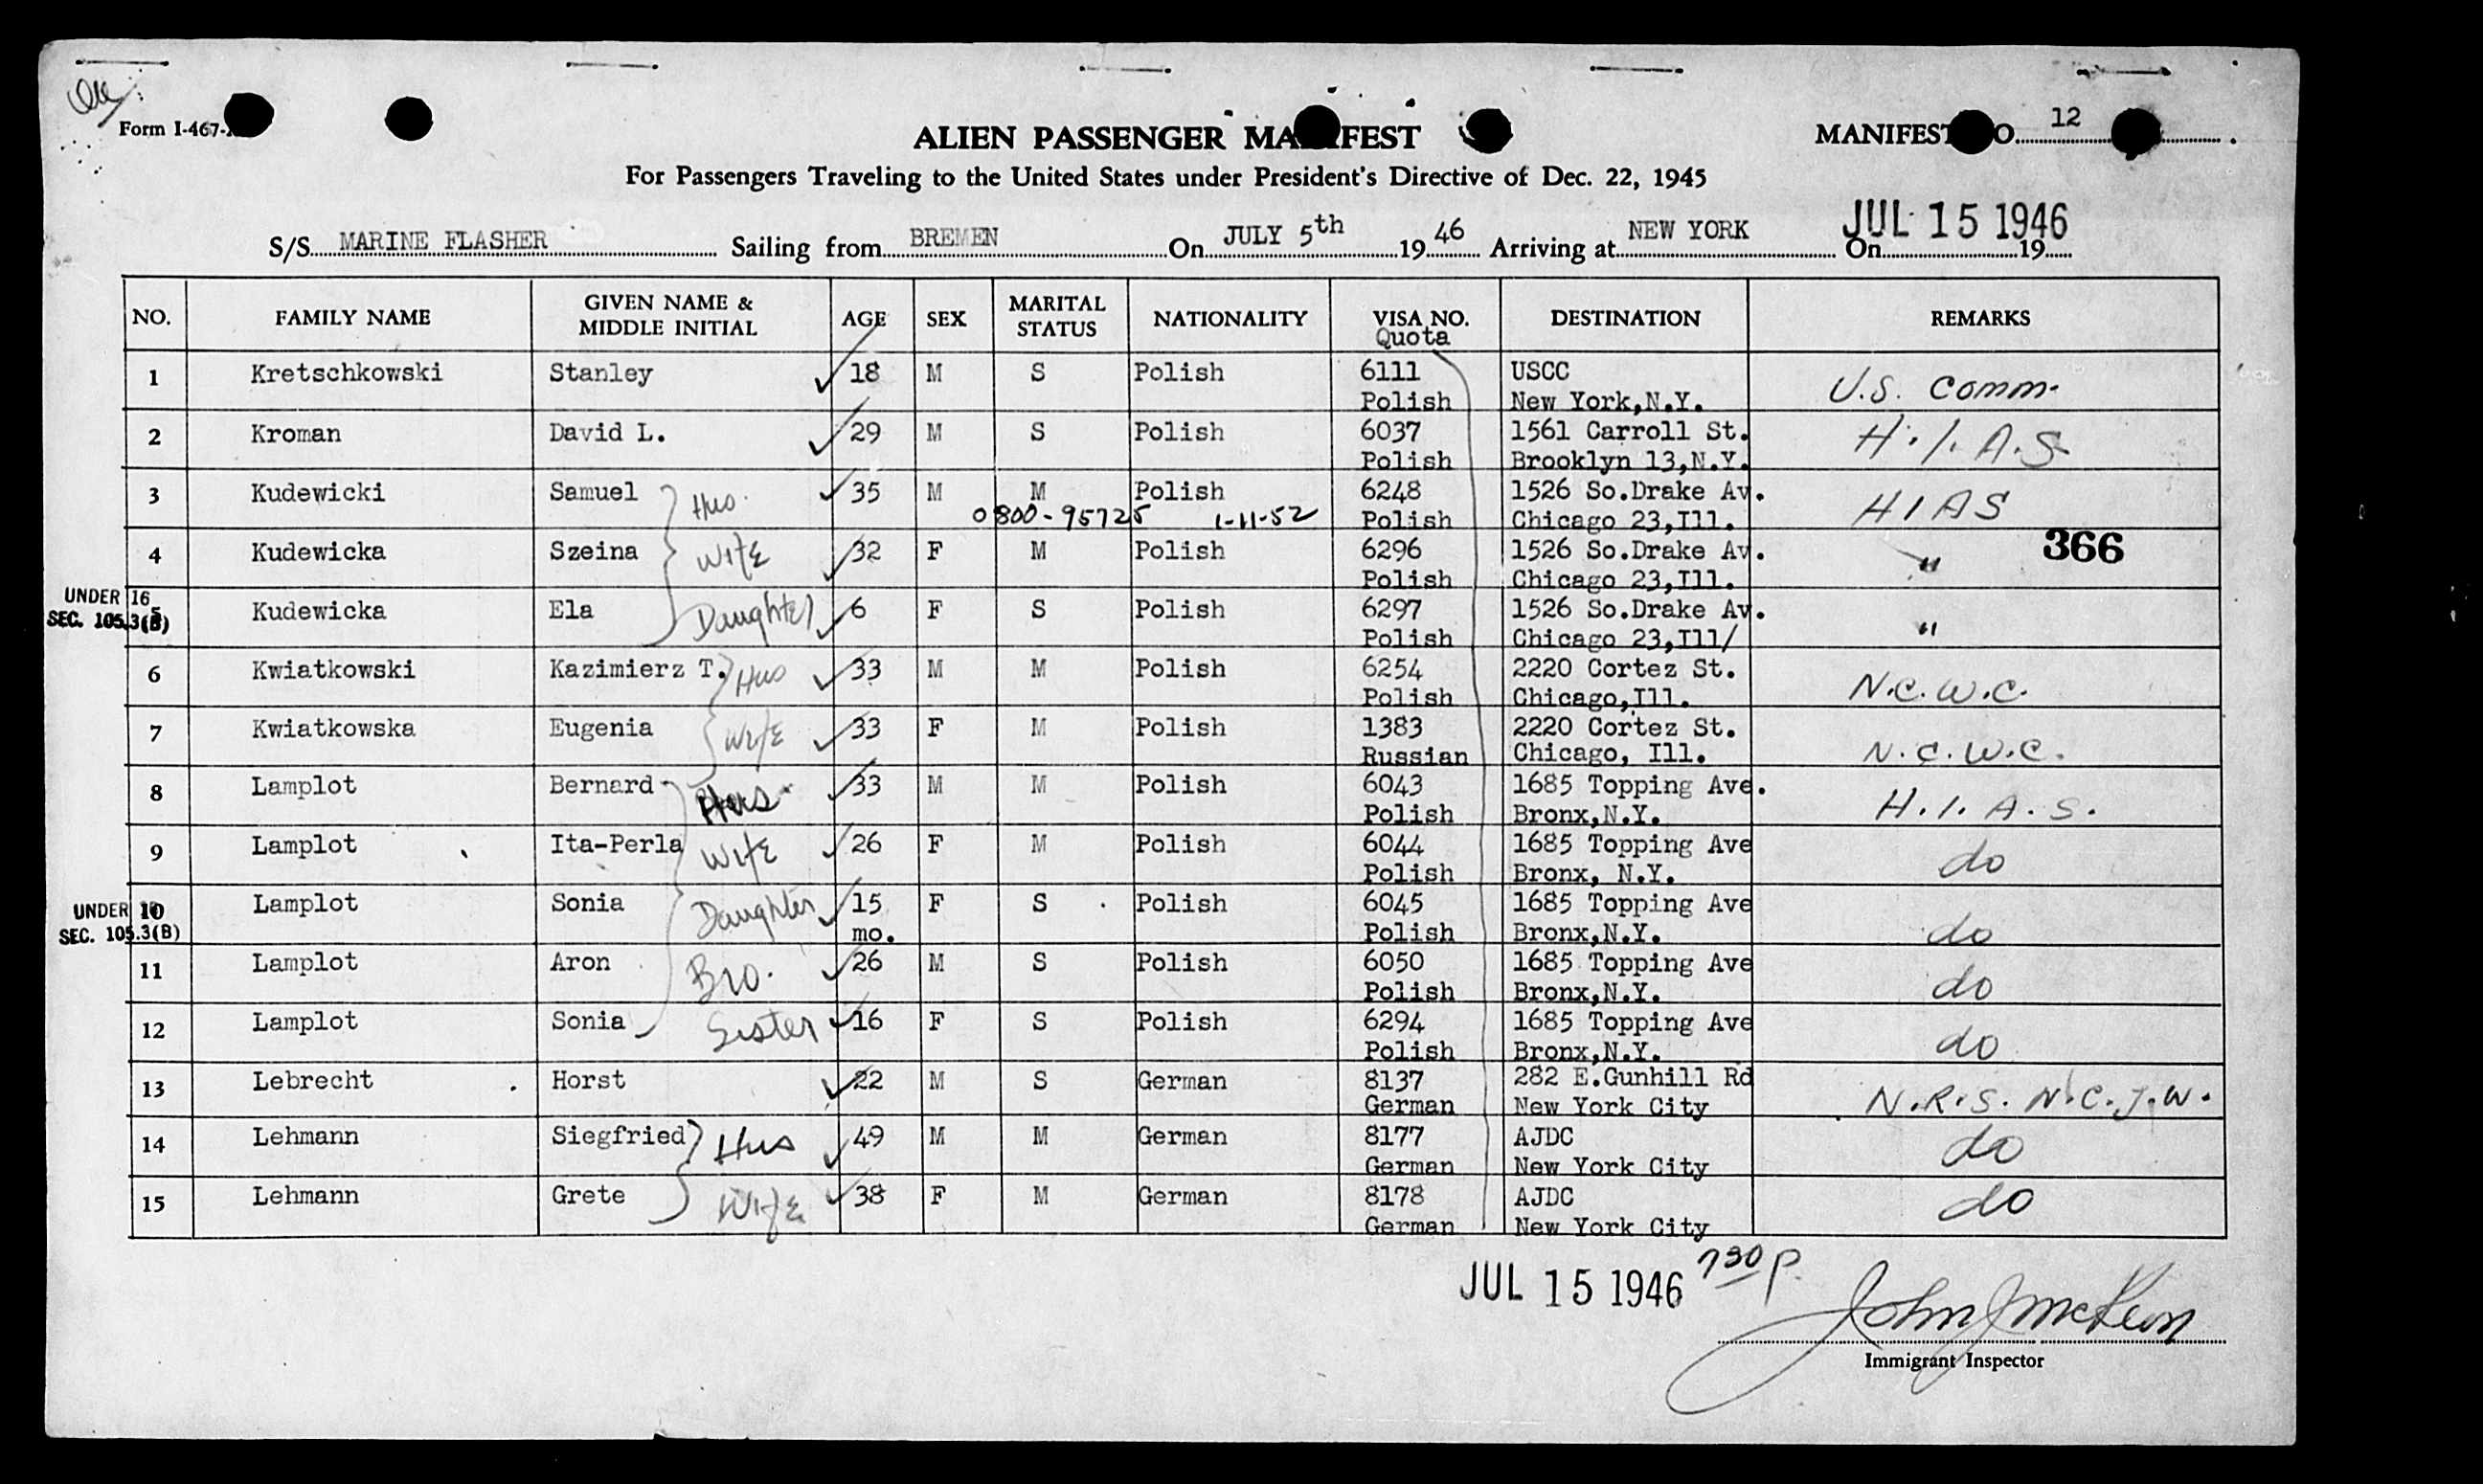 Form I-467-
ALIEN PASSENGER MA FEST
MANIFEST O. 12
For Passengers Traveling to the United States under President's Directive of Dec. 22, 1945
S/S MARINE FLASHER Sailing from BREMEN On JULY 5th 1946 Arriving at NEW YORK On JUL 15 1946 19
NO. FAMILY NAME GIVEN NAME & MIDDLE INITIAL AGE SEX MARITAL STATUS NATIONALITY VISA NO. Quota DESTINATION REMARKS
1 Kretschkowski Stanley 18 M S Polish 6111 USCC U.S. Comm.
Polish New York,N.Y.
2 Kroman David L. 29 M S Polish 6037 1561 Carroll St. H.I.A.S.
Polish Brooklyn 13,N.Y.
3 Kudewicki Samuel Hus. 35 M M Polish 6248 1526 So.Drake Av. HIAS
0800-95725 1-11-52 Polish Chicago 23,Ill.
4 Kudewicka Szeina Wife 32 F M Polish 6296 1526 So.Drake Av. " 366
Polish Chicago 23,Ill.
UNDER 16
SEC. 105.3(B)
5 Kudewicka Ela Daughter 6 F S Polish 6297 1526 So.Drake Av. "
Polish Chicago 23,Ill/
6 Kwiatkowski Kazimierz T. Hus 33 M M Polish 6254 2220 Cortez St. N.C.W.C.
Polish Chicago,Ill.
7 Kwiatkowska Eugenia Wife 33 F M Polish 1383 2220 Cortez St. N.C.W.C.
Russian Chicago, Ill.
8 Lamplot Bernard Hus. 33 M M Polish 6043 1685 Topping Ave. H.I.A.S.
Polish Bronx,N.Y.
9 Lamplot Ita-Perla Wife 26 F M Polish 6044 1685 Topping Ave do
Polish Bronx, N.Y.
UNDER
SEC. 105.3(B)
10 Lamplot Sonia Daughter 15 F S Polish 6045 1685 Topping Ave do
mo. Polish Bronx,N.Y.
11 Lamplot Aron Bro. 26 M S Polish 6050 1685 Topping Ave do
Polish Bronx,N.Y.
12 Lamplot Sonia Sister 16 F S Polish 6294 1685 Topping Ave do
Polish Bronx,N.Y.
13 Lebrecht Horst 22 M S German 8137 282 E.Gunhill Rd N.R.S. N.C.J.W.
German New York City
14 Lehmann Siegfried Hus 49 M M German 8177 AJDC do
German New York City
15 Lehmann Grete Wife 38 F M German 8178 AJDC do
German New York City
JUL 15 1946 730 P.
John J McKeon
Immigrant Inspector